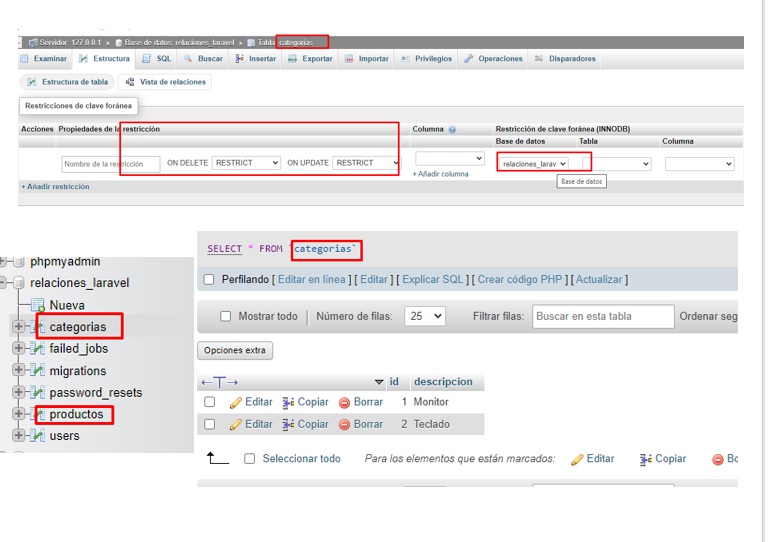 Servidor: 127.0.0.1 » Base de datos: relaciones_laravel » Tabla: categorias
Examinar Estructura SQL Buscar Insertar Exportar Importar Privilegios Operaciones Disparadores
Estructura de tabla Vista de relaciones
Restricciones de clave foránea
Acciones Propiedades de la restricción Columna Restricción de clave foránea (INNODB)
Base de datos Tabla Columna
Nombre de la restricción ON DELETE RESTRICT ON UPDATE RESTRICT relaciones_larav
+ Añadir columna
Base de datos
+ Añadir restricción
phpmyadmin
relaciones_laravel
Nueva
categorias
failed_jobs
migrations
password_resets
productos
users
SELECT * FROM `categorias`
Perfilando [ Editar en línea ] [ Editar ] [ Explicar SQL ] [ Crear código PHP ] [ Actualizar ]
Mostrar todo Número de filas: 25 Filtrar filas: Buscar en esta tabla Ordenar seg
Opciones extra
←T→ id descripcion
Editar Copiar Borrar 1 Monitor
Editar Copiar Borrar 2 Teclado
Seleccionar todo Para los elementos que están marcados: Editar Copiar Bo